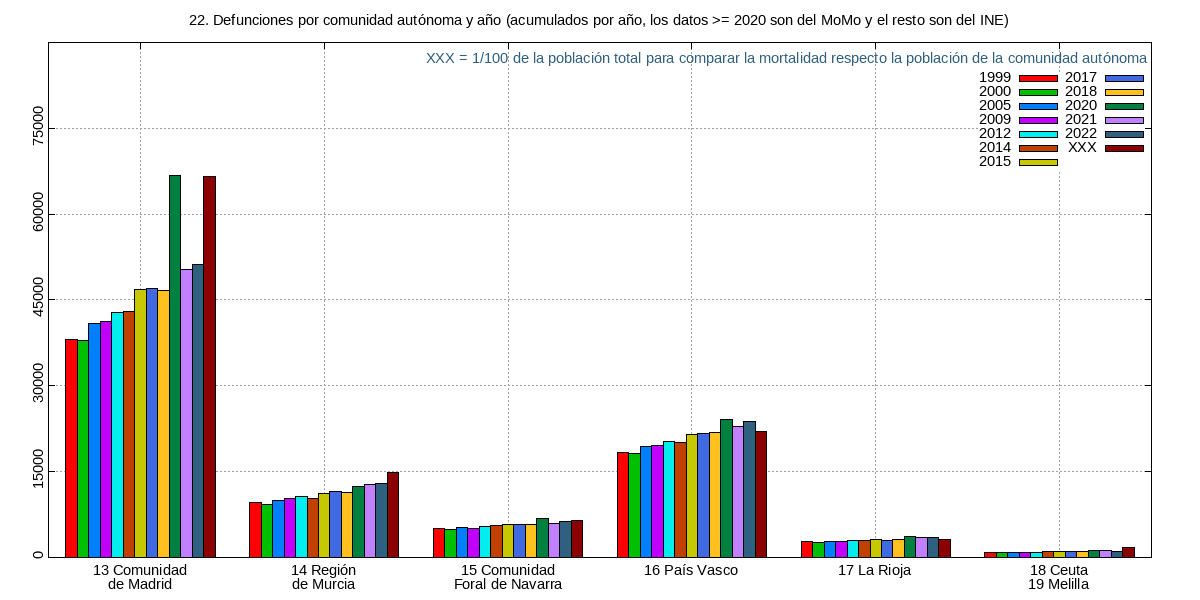 22. Defunciones por comunidad autónoma y año (acumulados por año, los datos >= 2020 son del MoMo y el resto son del INE)
XXX = 1/100 de la población total para comparar la mortalidad respecto la población de la comunidad autónoma
1999 2017
2000 2018
2005 2020
2009 2021
2012 2022
2014 XXX
2015
75000
60000
45000
30000
15000
0
13 Comunidad de Madrid
14 Región de Murcia
15 Comunidad Foral de Navarra
16 País Vasco
17 La Rioja
18 Ceuta
19 Melilla